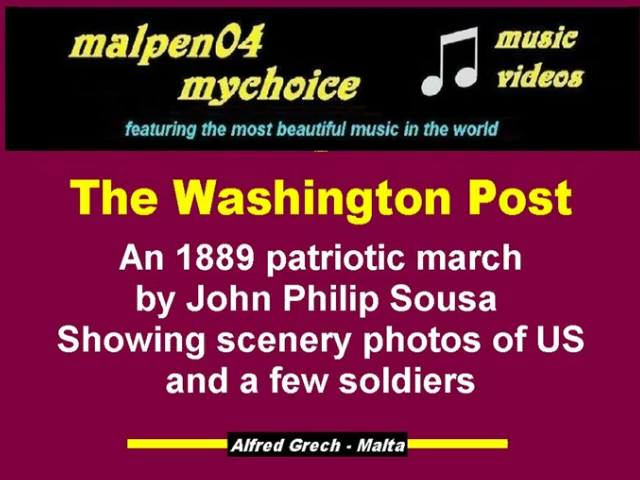 malpen04
mychoice
music
videos
featuring the most beautiful music in the world
The Washington Post
An 1889 patriotic march
by John Philip Sousa
Showing scenery photos of US
and a few soldiers
Alfred Grech - Malta